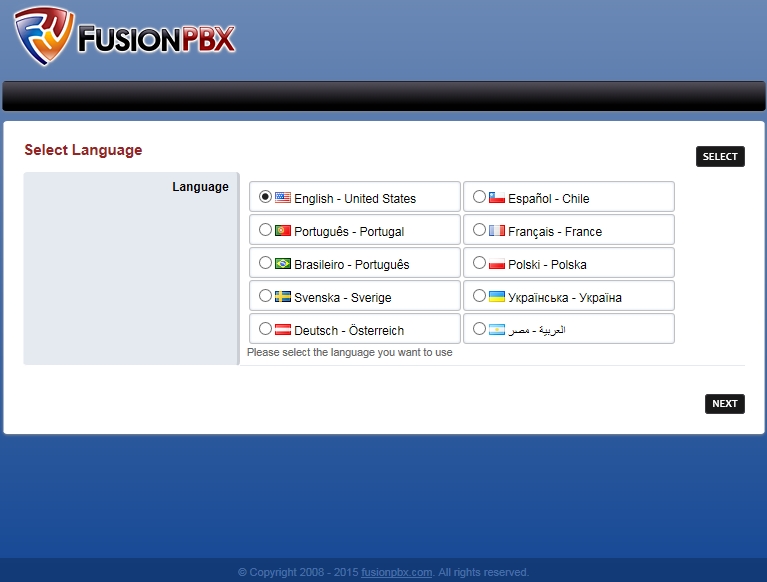 FUSIONPBX
Select Language
SELECT
Language
English - United States
Español - Chile
Português - Portugal
Français - France
Brasileiro - Português
Polski - Polska
Svenska - Sverige
Українська - Україна
Deutsch - Österreich
العربية - مصر
Please select the language you want to use
NEXT
© Copyright 2008 - 2015 fusionpbx.com. All rights reserved.